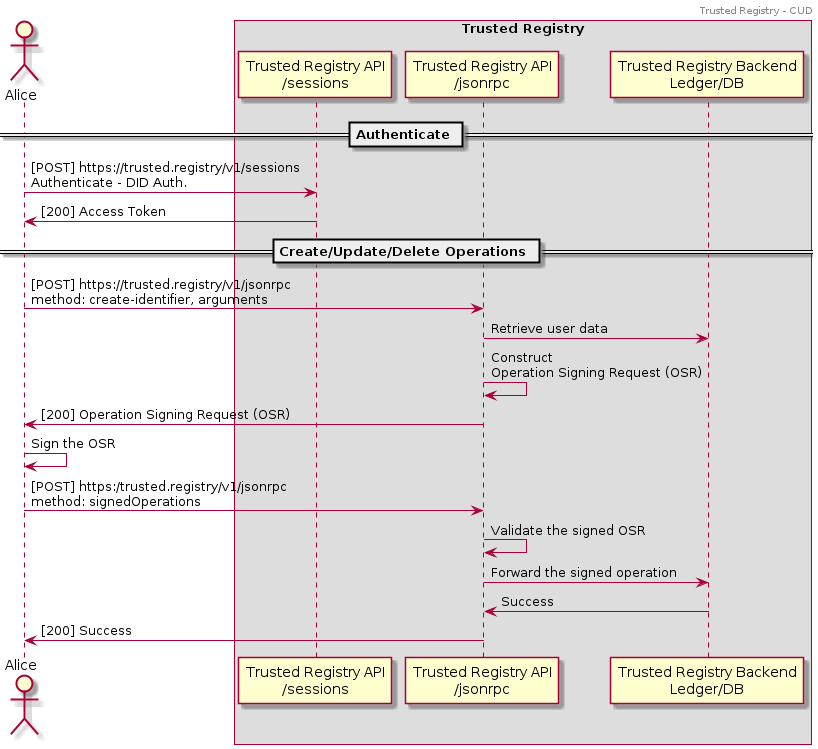 Trusted Registry - CUD
Trusted Registry
Alice
Trusted Registry API
/sessions
Trusted Registry API
/jsonrpc
Trusted Registry Backend
Ledger/DB
Authenticate
[POST] https://trusted.registry/v1/sessions
Authenticate - DID Auth.
[200] Access Token
Create/Update/Delete Operations
[POST] https://trusted.registry/v1/jsonrpc
method: create-identifier, arguments
Retrieve user data
Construct
Operation Signing Request (OSR)
[200] Operation Signing Request (OSR)
Sign the OSR
[POST] https:/trusted.registry/v1/jsonrpc
method: signedOperations
Validate the signed OSR
Forward the signed operation
Success
[200] Success
Alice
Trusted Registry API
/sessions
Trusted Registry API
/jsonrpc
Trusted Registry Backend
Ledger/DB